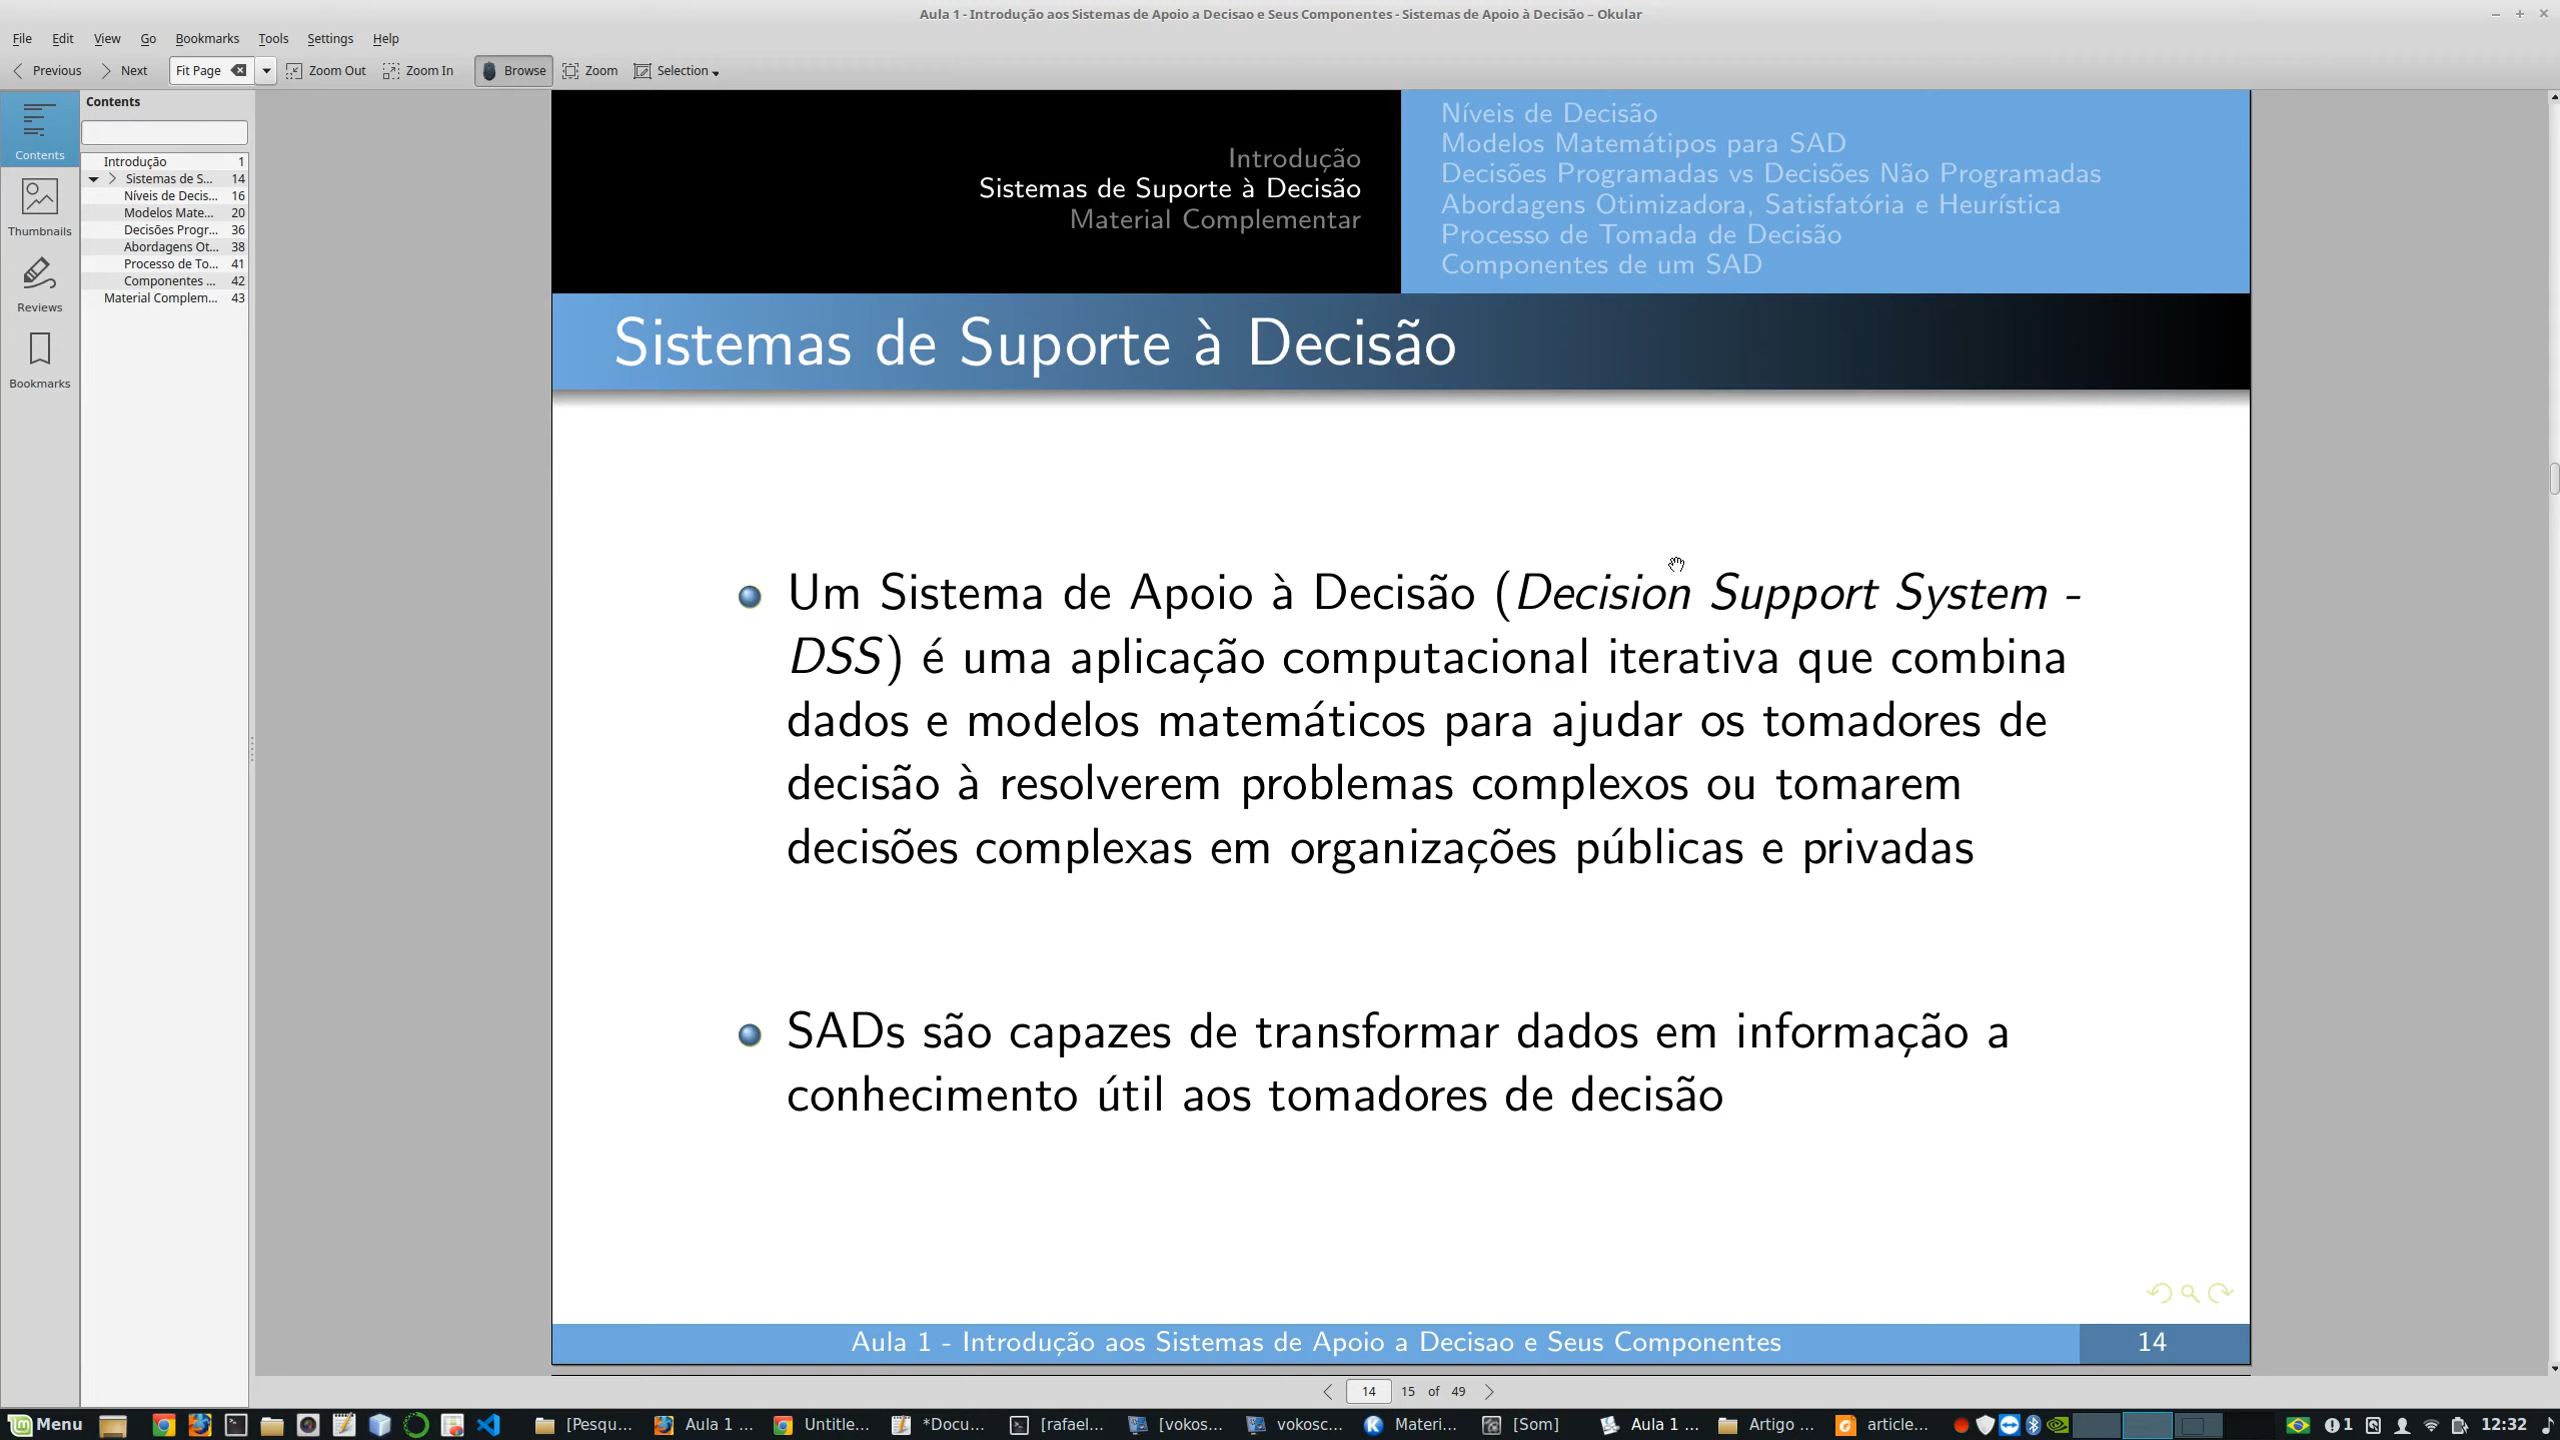 Aula 1 - Introdução aos Sistemas de Apoio a Decisao e Seus Componentes - Sistemas de Apoio à Decisão – Okular
File Edit View Go Bookmarks Tools Settings Help
Previous Next Fit Page Zoom Out Zoom In Browse Zoom Selection
Contents
Thumbnails
Reviews
Bookmarks
Contents
Introdução 1
Sistemas de S... 14
Níveis de Decis... 16
Modelos Mate... 20
Decisões Progr... 36
Abordagens Ot... 38
Processo de To... 41
Componentes ... 42
Material Complem... 43
Introdução
Sistemas de Suporte à Decisão
Material Complementar
Níveis de Decisão
Modelos Matemátipos para SAD
Decisões Programadas vs Decisões Não Programadas
Abordagens Otimizadora, Satisfatória e Heurística
Processo de Tomada de Decisão
Componentes de um SAD
Sistemas de Suporte à Decisão
Um Sistema de Apoio à Decisão (Decision Support System -
DSS) é uma aplicação computacional iterativa que combina
dados e modelos matemáticos para ajudar os tomadores de
decisão à resolverem problemas complexos ou tomarem
decisões complexas em organizações públicas e privadas
SADs são capazes de transformar dados em informação a
conhecimento útil aos tomadores de decisão
Aula 1 - Introdução aos Sistemas de Apoio a Decisao e Seus Componentes 14
14 15 of 49
Menu [Pesqu... Aula 1 ... Untitle... *Docu... [rafael... [vokos... vokosc... Materi... [Som] Aula 1 ... Artigo ... article... 1 12:32